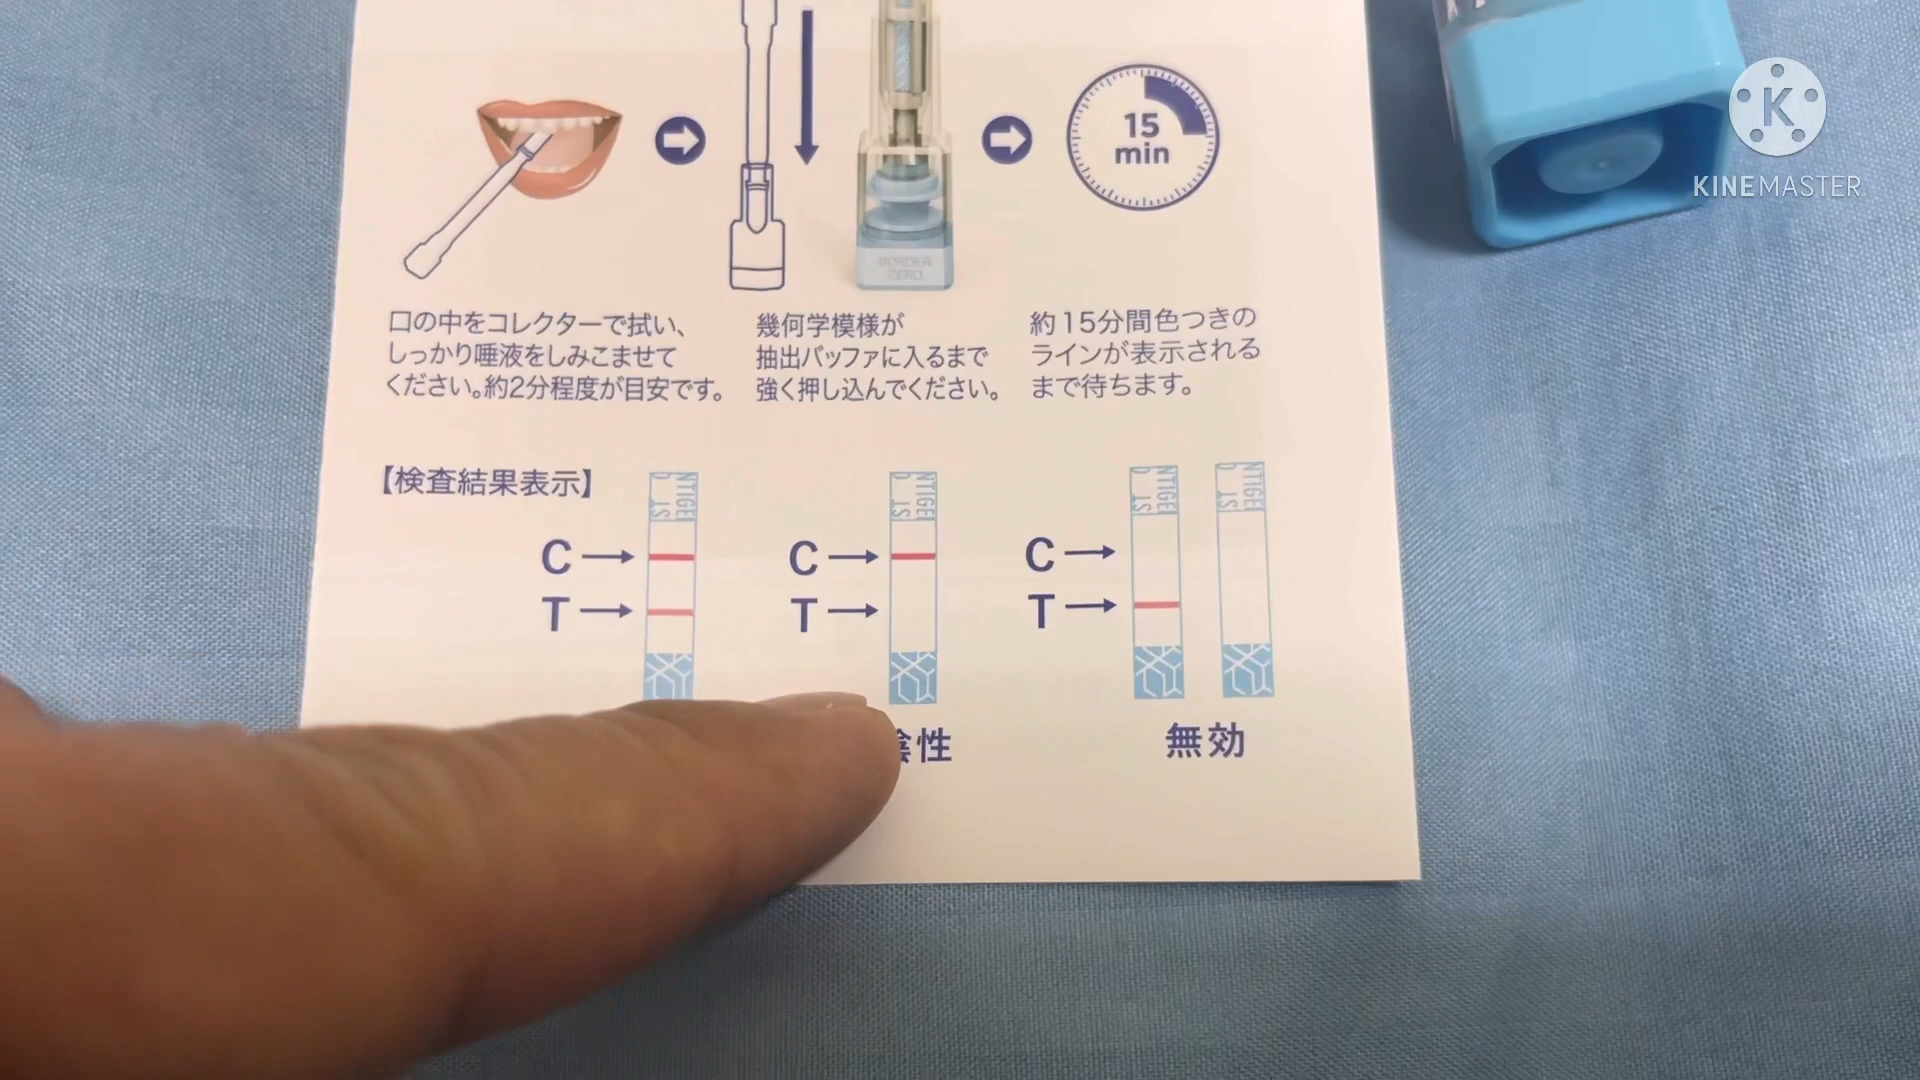 15
min
KINEMASTER
BORDER
ZERO
口の中をコレクターで拭い、
しっかり唾液をしみこませて
ください。約2分程度が目安です。
幾何学模様が
抽出バッファに入るまで
強く押し込んでください。
約15分間色つきの
ラインが表示される
まで待ちます。
【検査結果表示】
C
T
C
T
C
T
陰性
無効